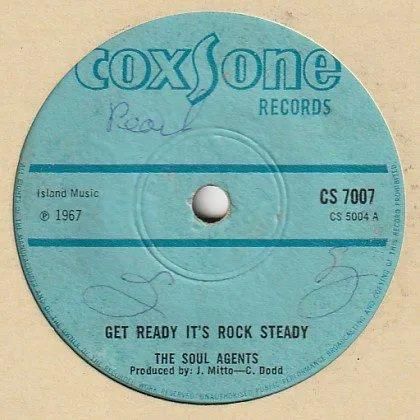 coxsone
RECORDS
Pearl
Island Music
℗ 1967
CS 7007
CS 5004 A
GET READY IT'S ROCK STEADY
THE SOUL AGENTS
Produced by: J. Mitto—C. Dodd